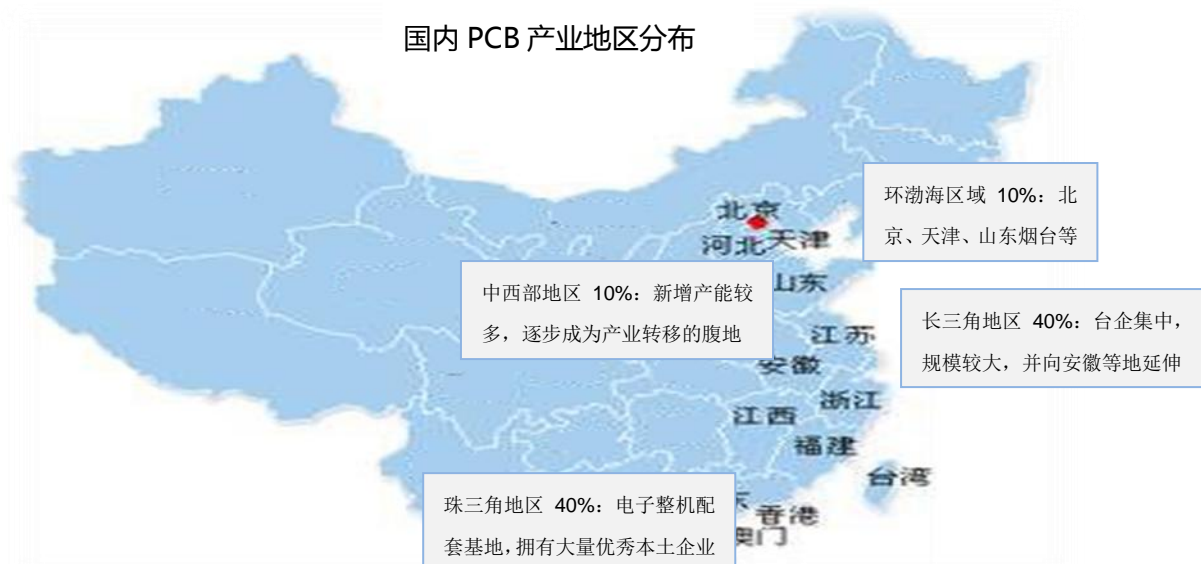 国内 PCB 产业地区分布
环渤海区域 10%：北
京、天津、山东烟台等
北京
河北
天津
中西部地区 10%：新增产能较
多，逐步成为产业转移的腹地
山东
长三角地区 40%：台企集中，
规模较大，并向安徽等地延伸
江苏
安徽
浙江
江西
福建
台湾
珠三角地区 40%：电子整机配
套基地，拥有大量优秀本土企业
香港
澳门